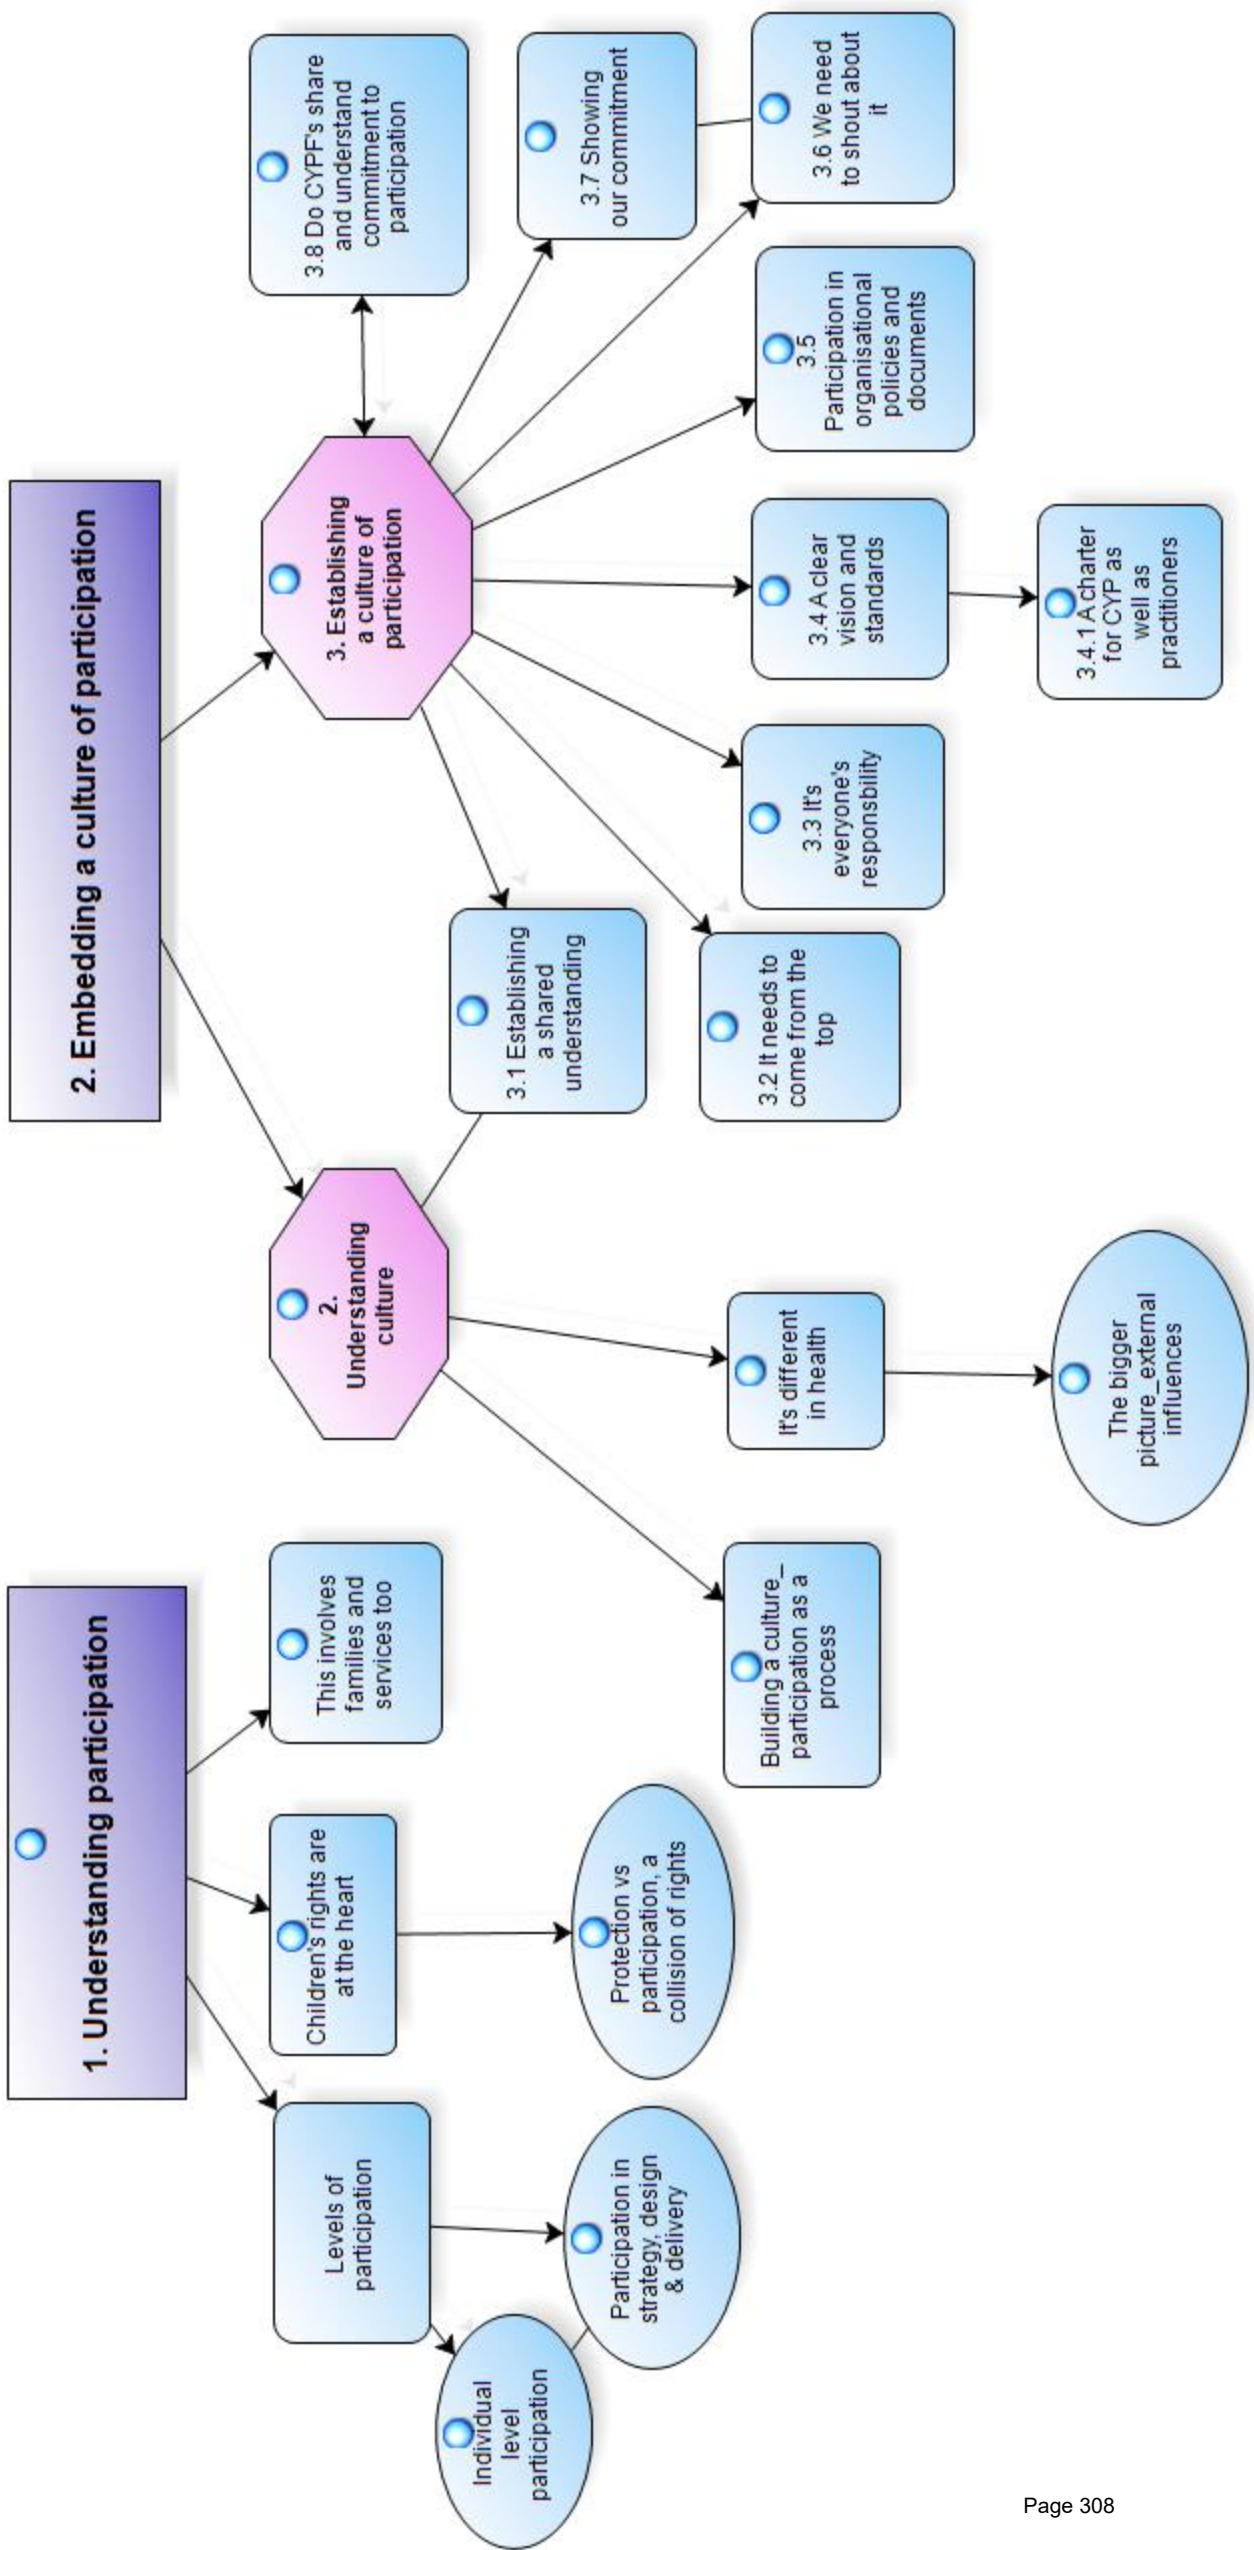 1. Understanding participation
Levels of
participation
Children's rights are
at the heart
This involves
families and
services too
Individual
level
participation
Participation in
strategy, design
& delivery
Protection vs
participation, a
collision of rights
2. Embedding a culture of participation
2.
Understanding
culture
Building a culture_
participation as a
process
It's different
in health
The bigger
picture_external
influences
3. Establishing
a culture of
participation
3.1 Establishing
a shared
understanding
3.2 It needs to
come from the
top
3.3 It's
everyone's
responsbility
3.4 A clear
vision and
standards
3.4.1 A charter
for CYP as
well as
practitioners
3.5
Participation in
organisational
policies and
documents
3.6 We need
to shout about
it
3.7 Showing
our commitment
3.8 Do CYPF's share
and understand
commitment to
participation
Page 308